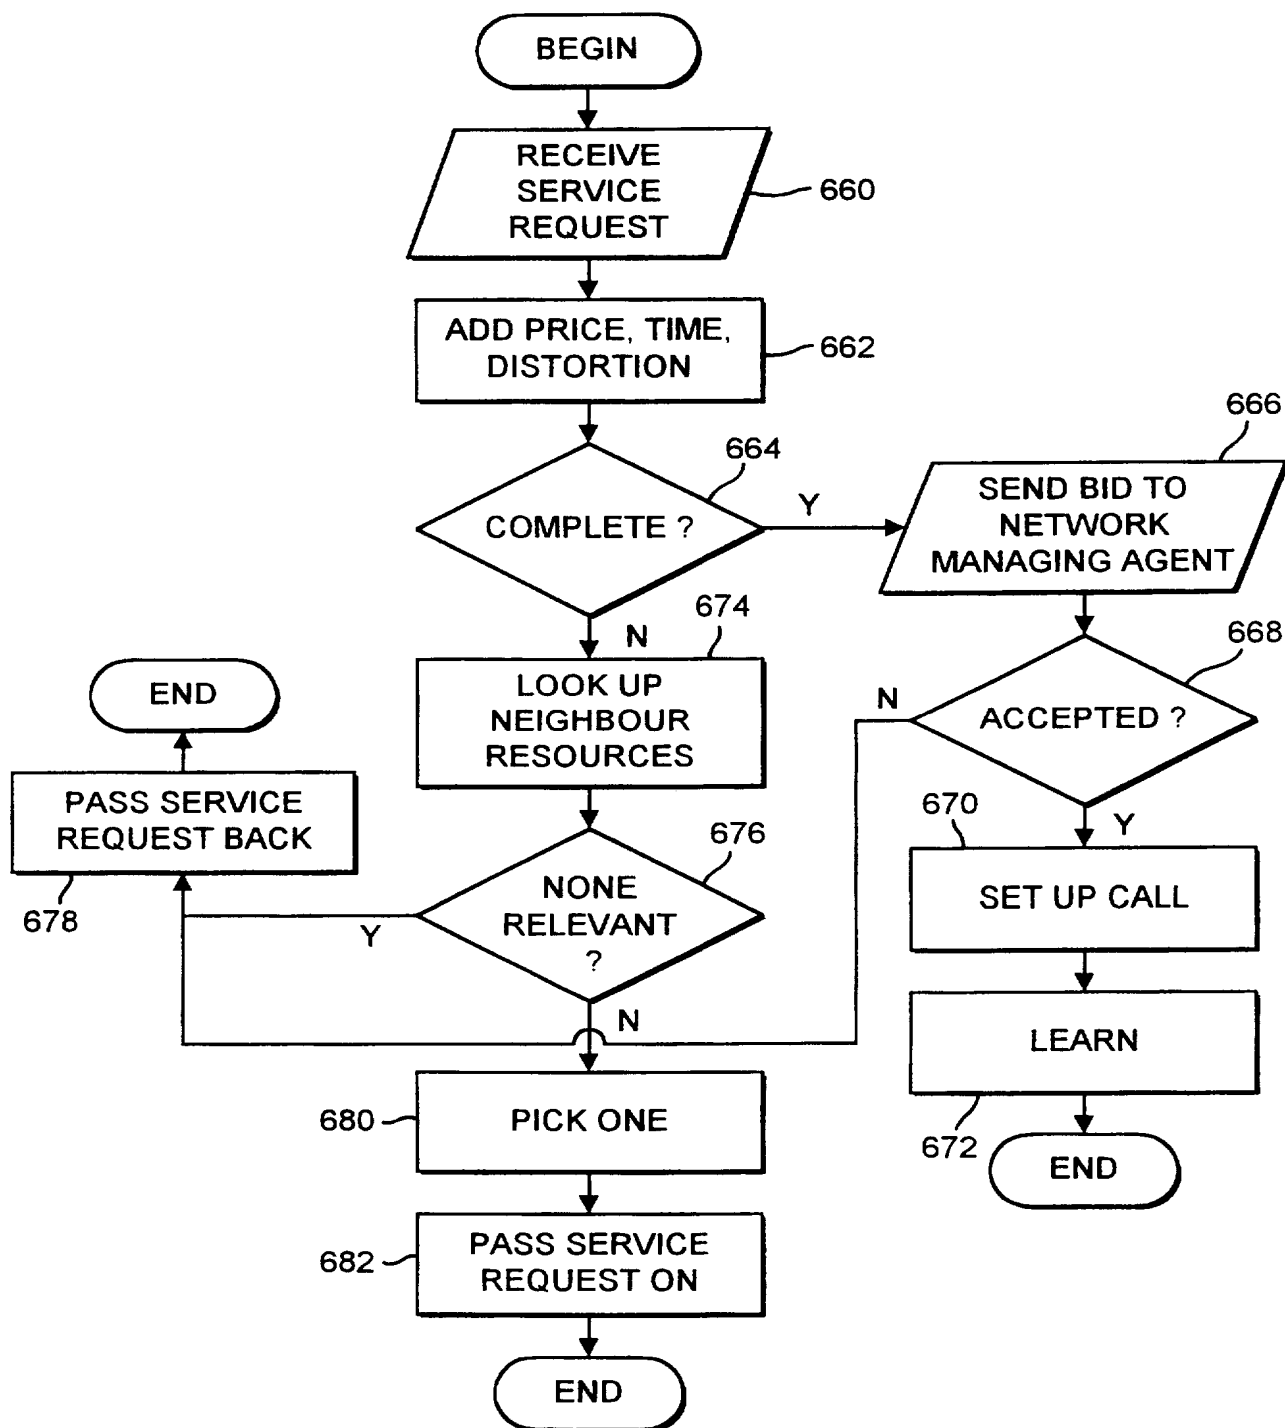 BEGIN
RECEIVE
SERVICE
REQUEST
660
ADD PRICE, TIME,
DISTORTION
662
664
COMPLETE ?
Y
N
666
SEND BID TO
NETWORK
MANAGING AGENT
668
ACCEPTED ?
N
Y
674
LOOK UP
NEIGHBOUR
RESOURCES
END
PASS SERVICE
REQUEST BACK
678
676
NONE
RELEVANT
?
Y
N
670
SET UP CALL
LEARN
672
END
680
PICK ONE
682
PASS SERVICE
REQUEST ON
END